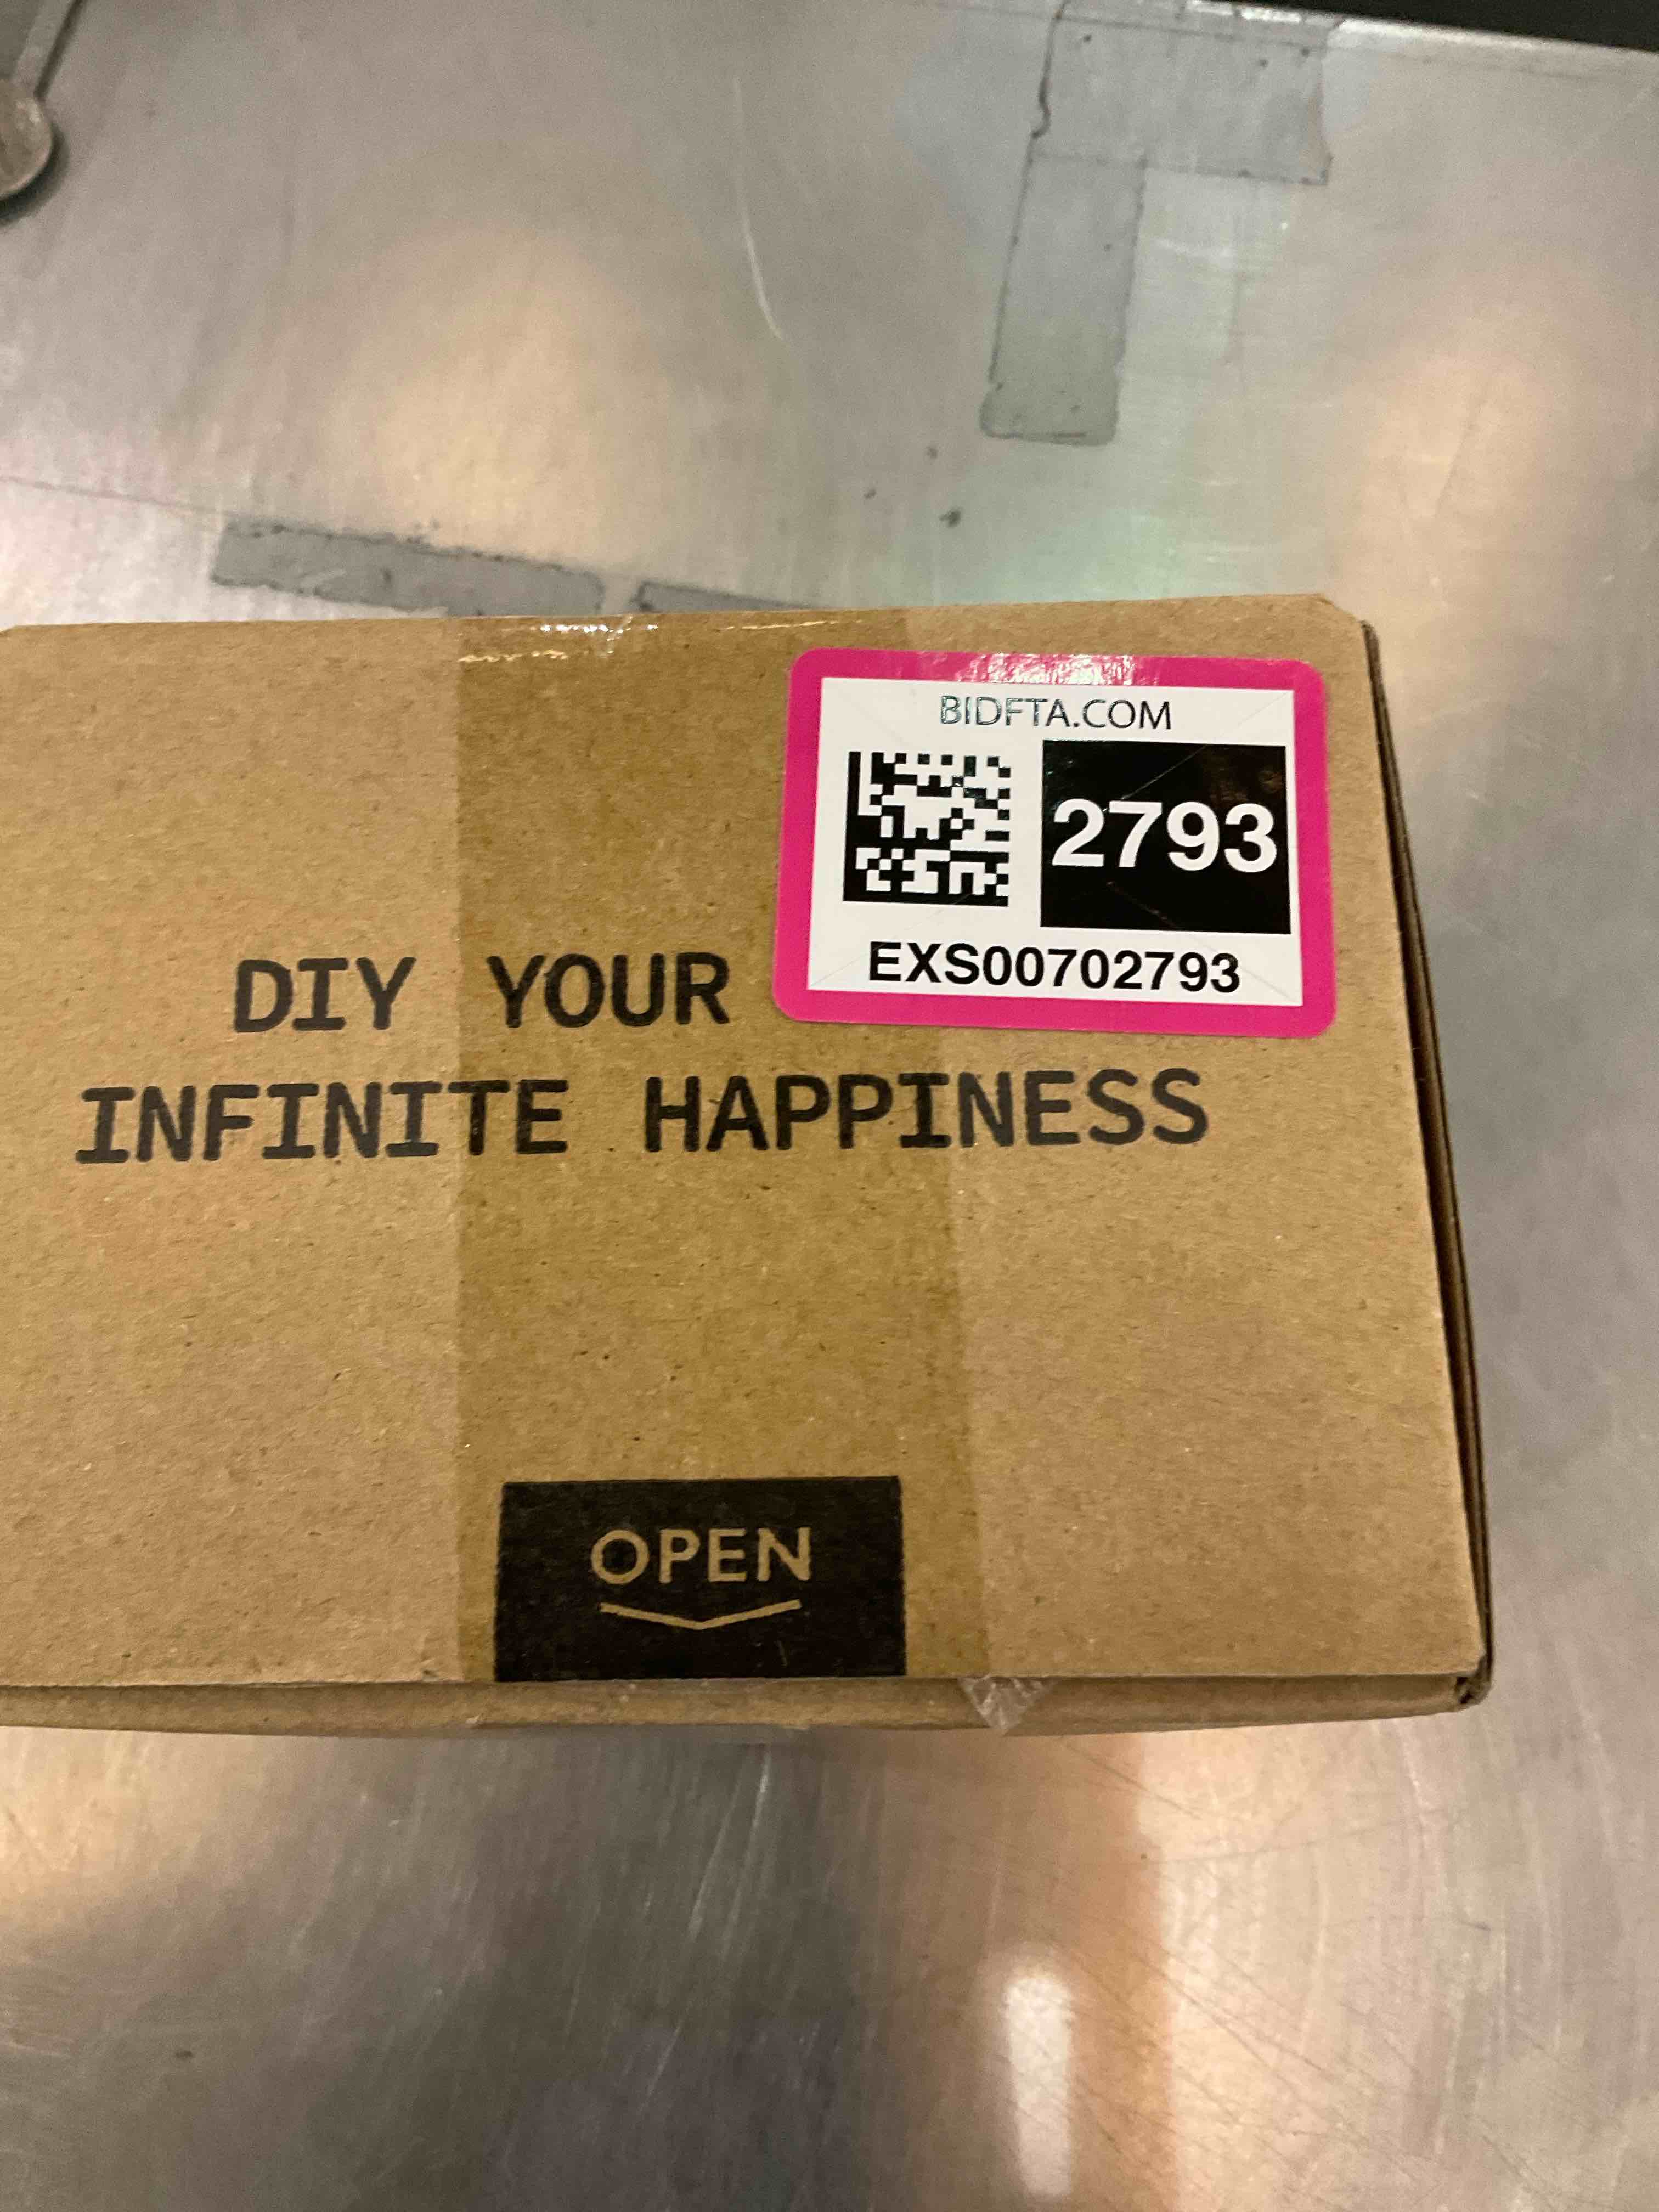 BIDFTA.COM
2793
EXS00702793
DIY YOUR
INFINITE HAPPINESS
OPEN